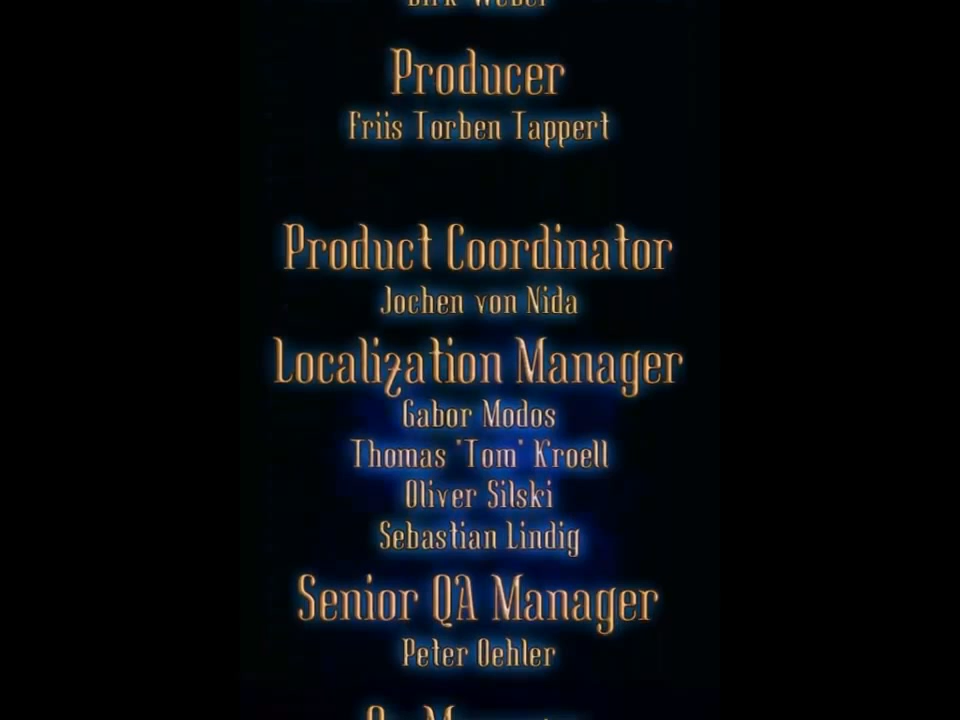 Producer
Friis Torben Tappert
Product Coordinator
Jochen von Nida
Localization Manager
Gabor Modos
Thomas "Tom" Kroell
Oliver Silski
Sebastian Lindig
Senior QA Manager
Peter Oehler